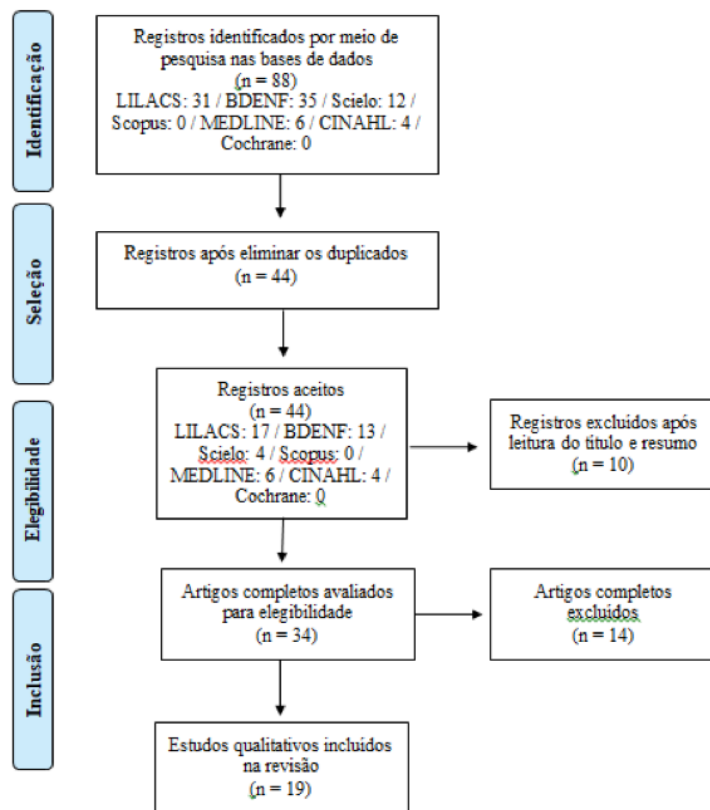 Identificação
Registros identificados por meio de
pesquisa nas bases de dados
(n = 88)
LILACS: 31 / BDENF: 35 / Scielo: 12 /
Scopus: 0 / MEDLINE: 6 / CINAHL: 4 /
Cochrane: 0
Seleção
Registros após eliminar os duplicados
(n = 44)
Elegibilidade
Registros aceitos
(n = 44)
LILACS: 17 / BDENF: 13 /
Scielo: 4 / Scopus: 0 /
MEDLINE: 6 / CINAHL: 4 /
Cochrane: 0
Registros excluídos após
leitura do título e resumo
(n = 10)
Inclusão
Artigos completos avaliados
para elegibilidade
(n = 34)
Artigos completos
excluídos
(n = 14)
Estudos qualitativos incluídos
na revisão
(n = 19)